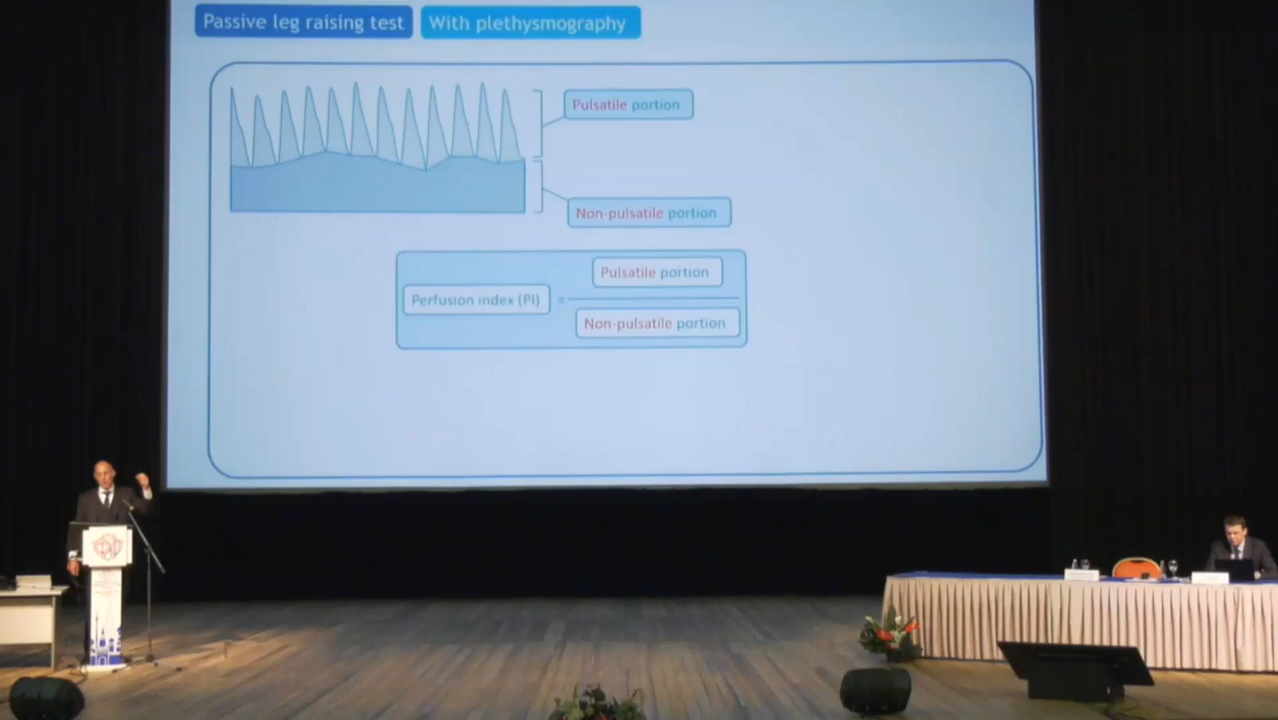 Passive leg raising test
With plethysmography
Pulsatile portion
Non-pulsatile portion
Perfusion index (PI) =
Pulsatile portion
Non-pulsatile portion